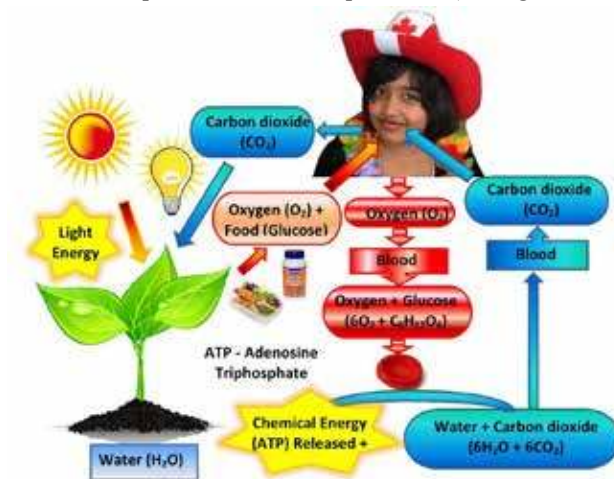 Carbon dioxide
(CO₂)
Light
Energy
Oxygen (O₂) +
Food (Glucose)
Oxygen (O₂)
Carbon dioxide
(CO₂)
Blood
Blood
Oxygen + Glucose
(6O₂ + C₆H₁₂O₆)
ATP - Adenosine
Triphosphate
Chemical Energy
(ATP) Released +
Water + Carbon dioxide
(6H₂O + 6CO₂)
Water (H₂O)